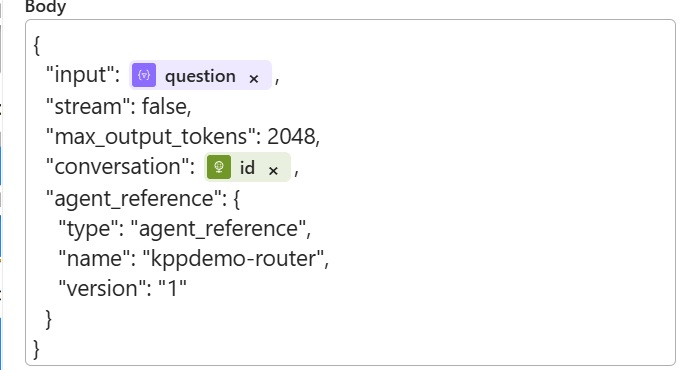 Body
{
"input": {v} question × ,
"stream": false,
"max_output_tokens": 2048,
"conversation": id × ,
"agent_reference": {
"type": "agent_reference",
"name": "kppdemo-router",
"version": "1"
}
}